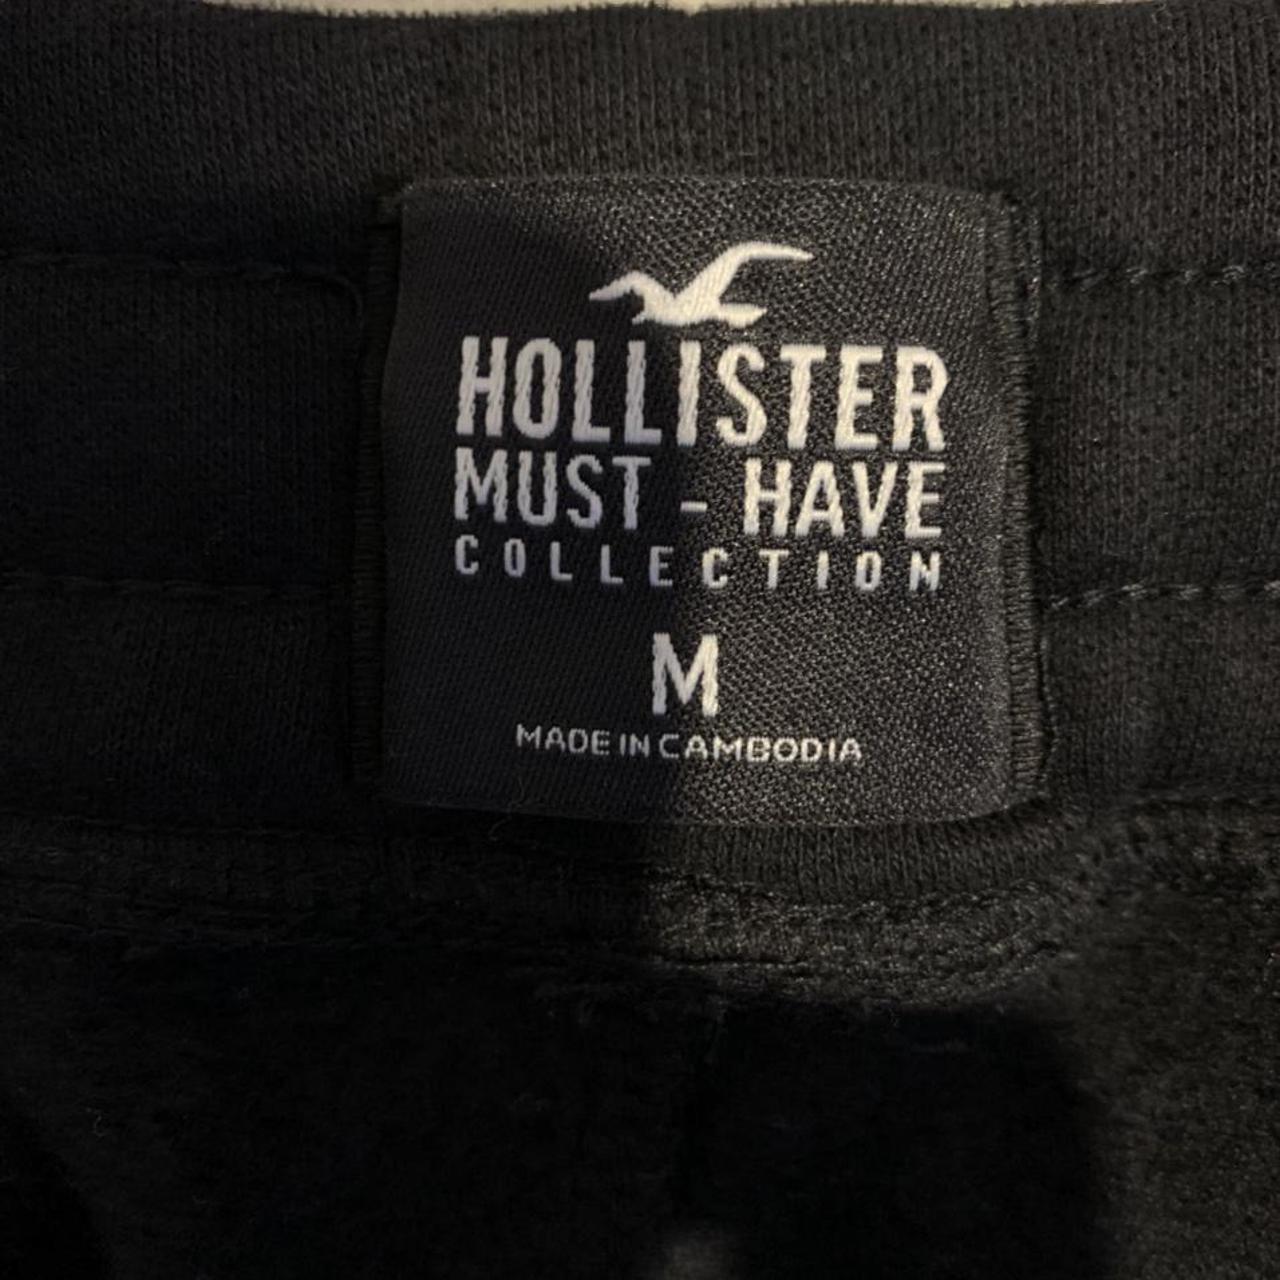 HOLLISTER
MUST - HAVE
COLLECTION
M
MADE IN CAMBODIA